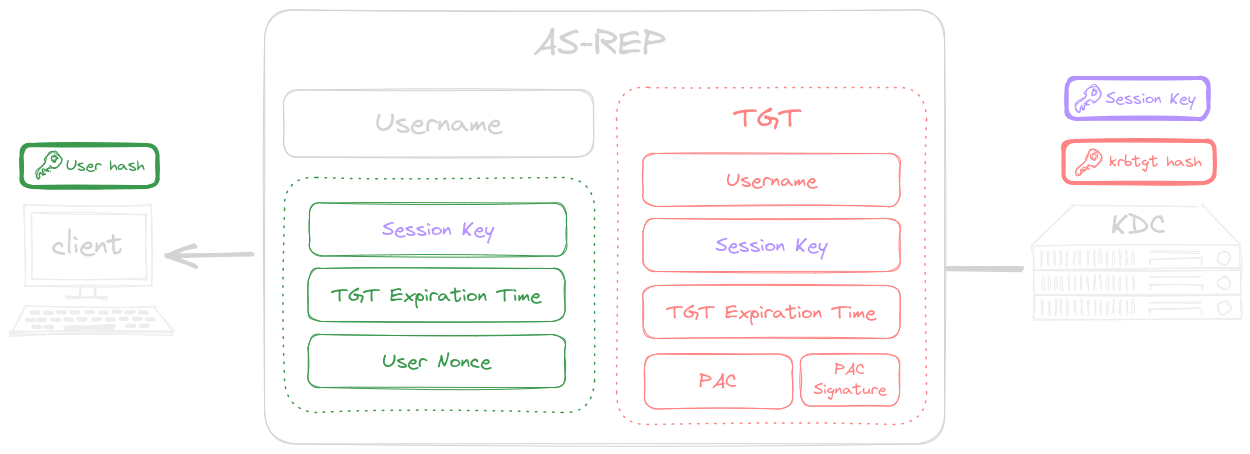 AS-REP
Username
TGT
Session Key
krbtgt hash
User hash
client
Session Key
TGT Expiration Time
User Nonce
Username
Session Key
TGT Expiration Time
PAC
PAC
Signature
KDC